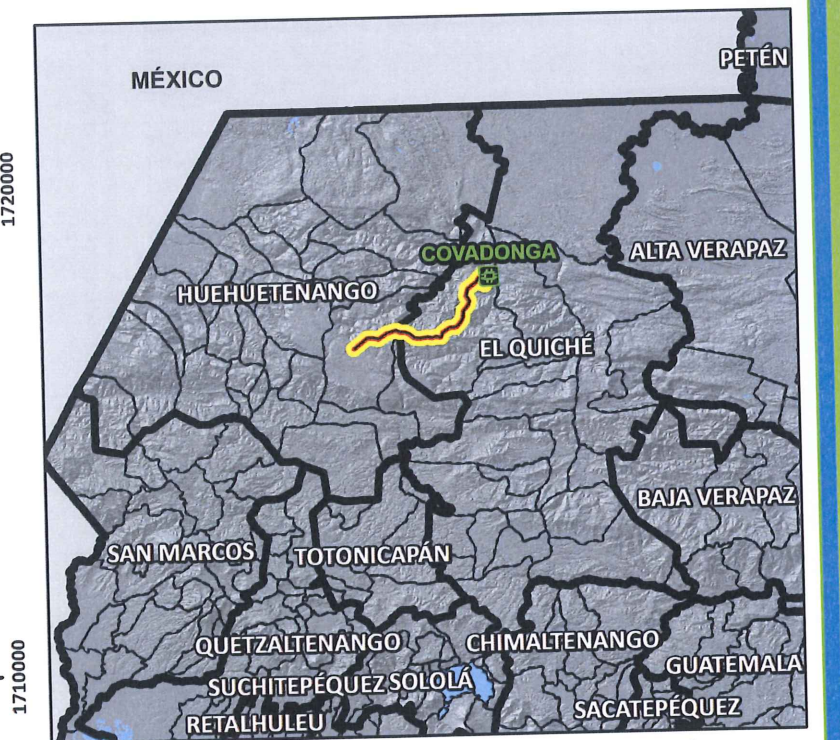 PETÉN
MÉXICO
1720000
COVADONGA
ALTA VERAPAZ
HUEHUETENANGO
EL QUICHÉ
BAJA VERAPAZ
SAN MARCOS
TOTONICAPÁN
QUETZALTENANGO
CHIMALTENANGO
1710000
GUATEMALA
SUCHITEPÉQUEZ
SOLOLÁ
SACATEPÉQUEZ
RETALHULEU